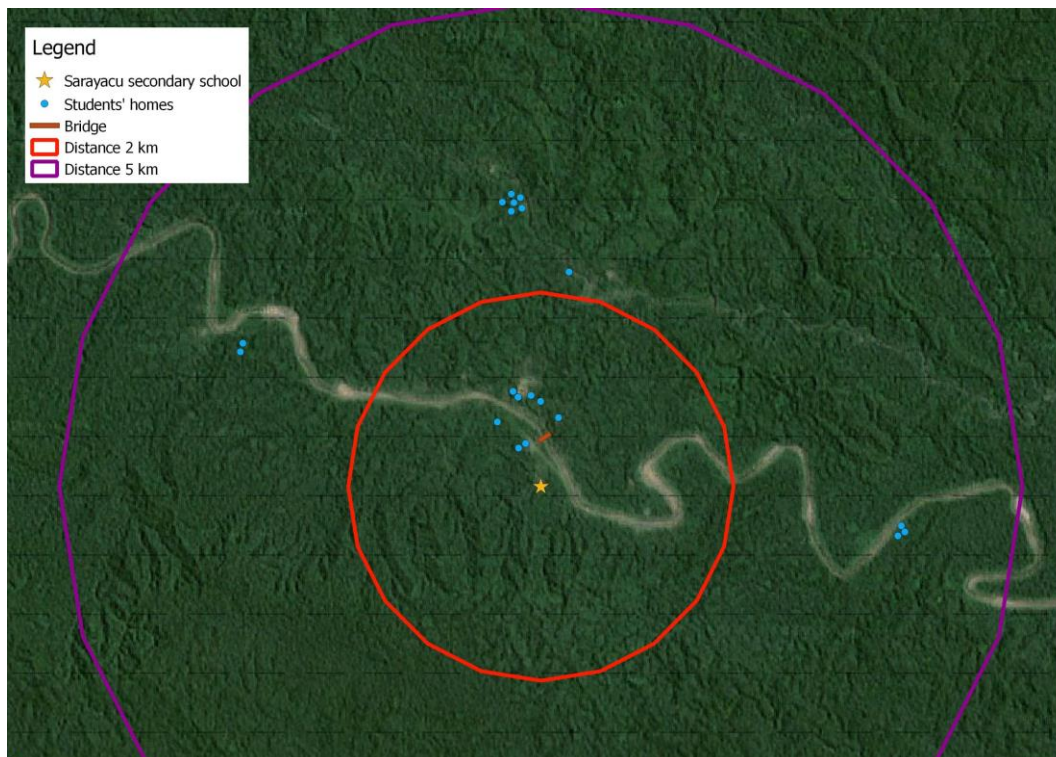 Legend
Sarayacu secondary school
Students' homes
Bridge
Distance 2 km
Distance 5 km